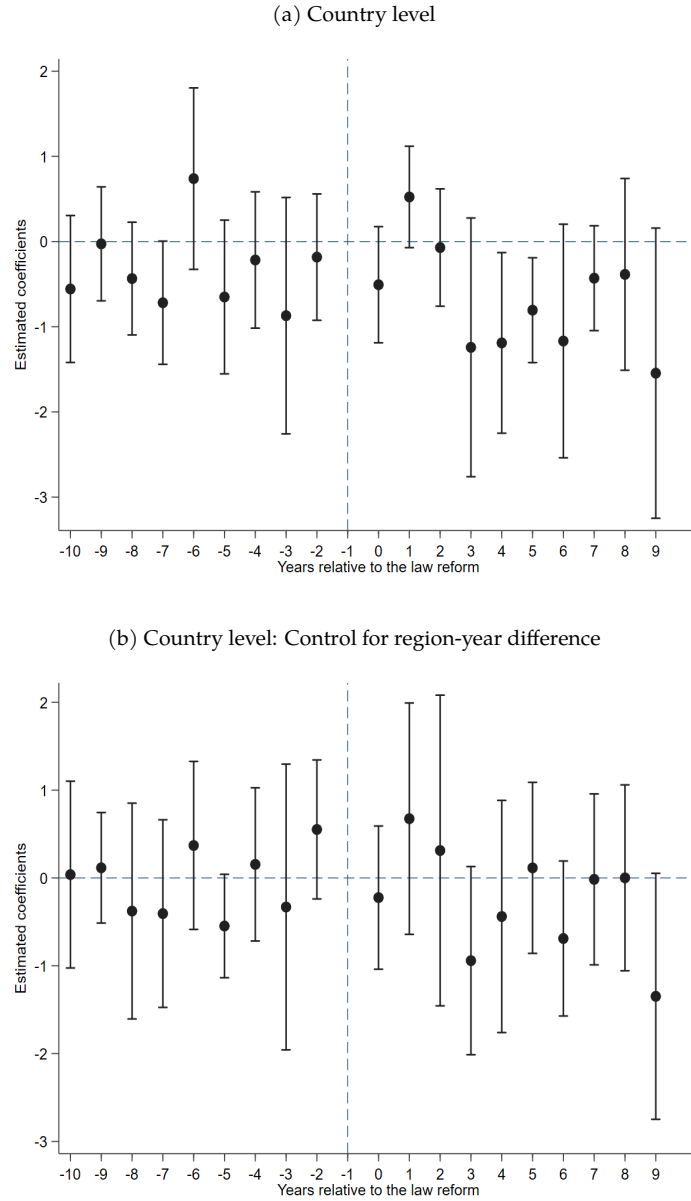 (a) Country level
2
1
0
-1
-2
-3
Estimated coefficients
-10 -9 -8 -7 -6 -5 -4 -3 -2 -1 0 1 2 3 4 5 6 7 8 9
Years relative to the law reform
(b) Country level: Control for region-year difference
2
1
0
-1
-2
-3
Estimated coefficients
-10 -9 -8 -7 -6 -5 -4 -3 -2 -1 0 1 2 3 4 5 6 7 8 9
Years relative to the law reform